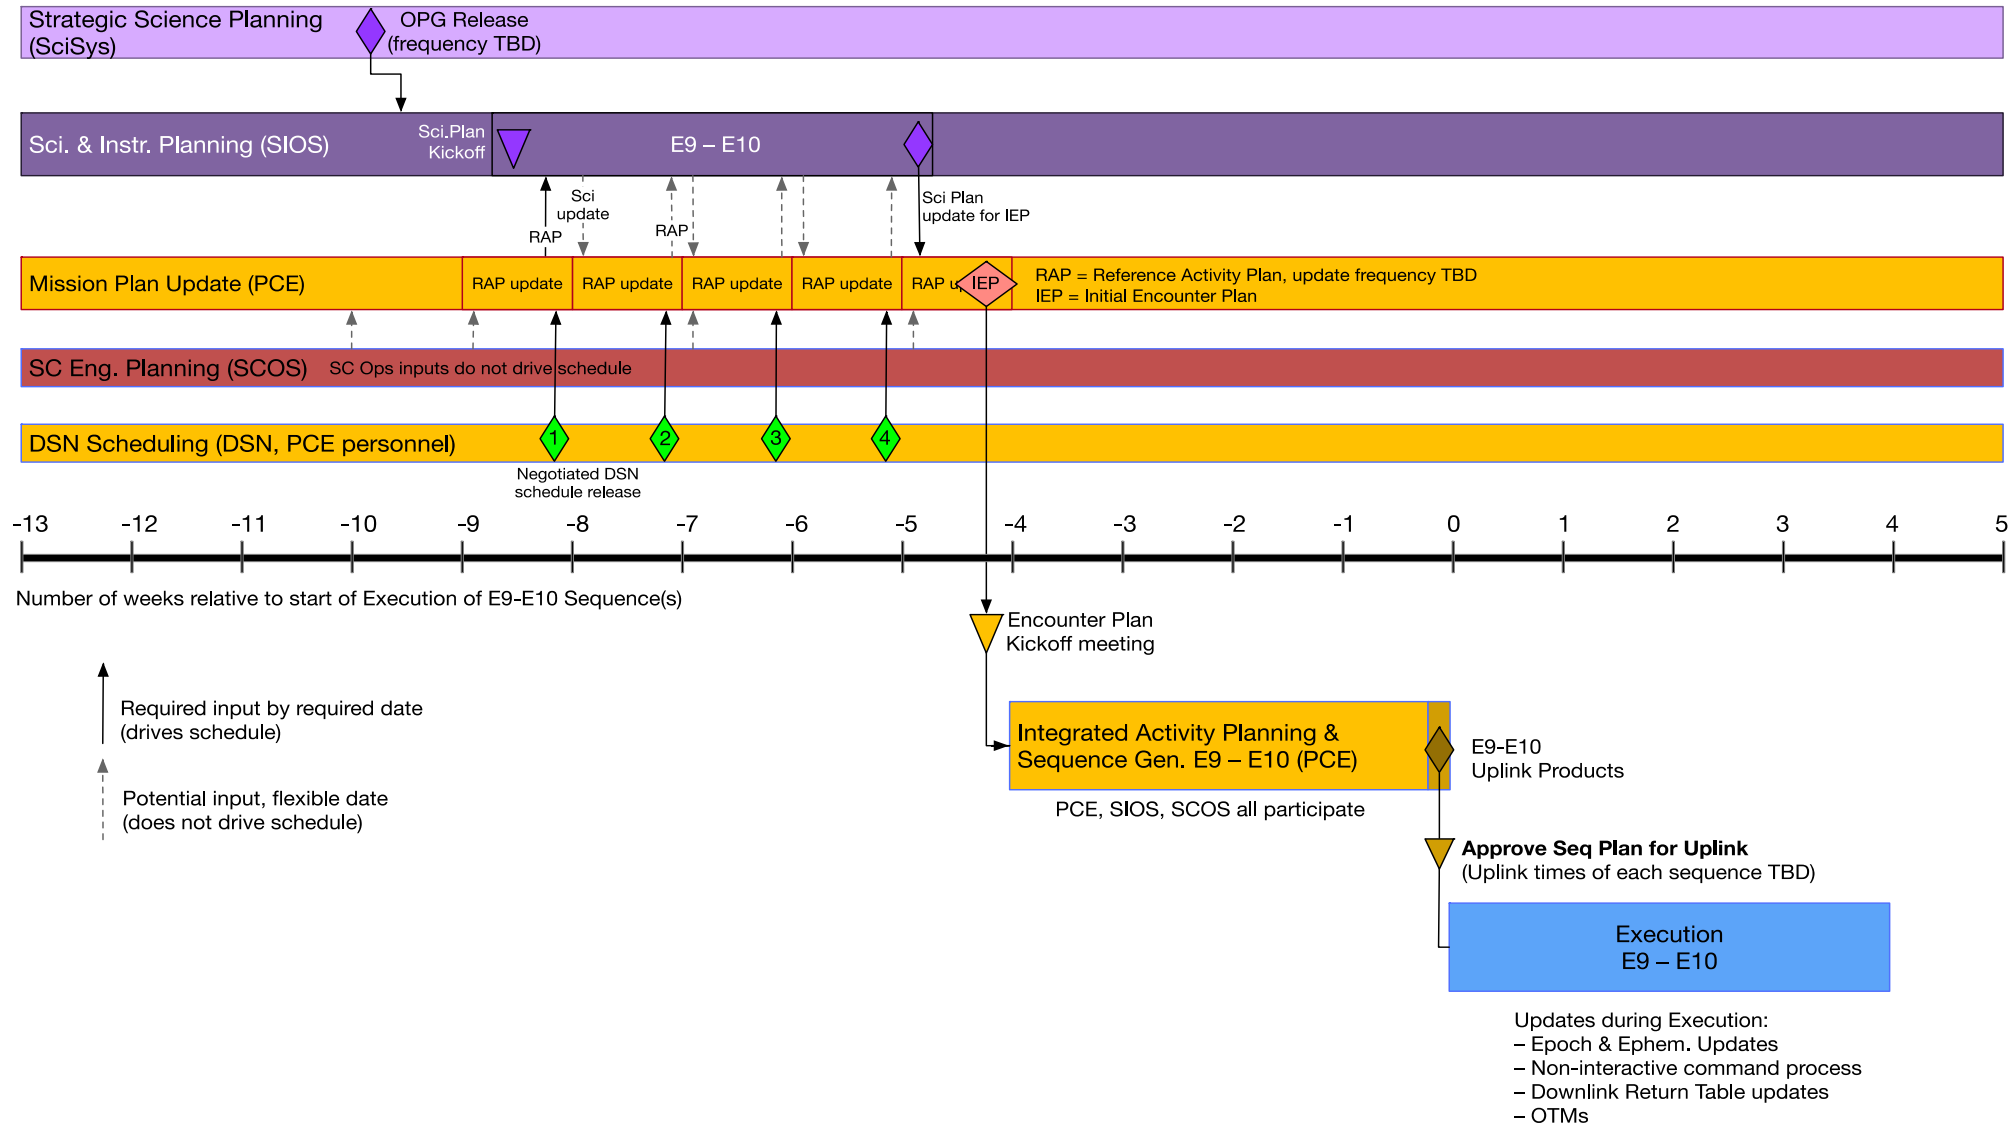 Strategic Science Planning
(SciSys)
OPG Release
(frequency TBD)
Sci. & Instr. Planning (SIOS)
Sci.Plan
Kickoff
E9 – E10
Sci
update
RAP
RAP
Sci Plan
update for IEP
Mission Plan Update (PCE)
RAP update
RAP update
RAP update
RAP update
RAP u
IEP
RAP = Reference Activity Plan, update frequency TBD
IEP = Initial Encounter Plan
SC Eng. Planning (SCOS)
SC Ops inputs do not drive schedule
DSN Scheduling (DSN, PCE personnel)
1
2
3
4
Negotiated DSN
schedule release
-13 -12 -11 -10 -9 -8 -7 -6 -5 -4 -3 -2 -1 0 1 2 3 4 5
Number of weeks relative to start of Execution of E9-E10 Sequence(s)
Encounter Plan
Kickoff meeting
Required input by required date
(drives schedule)
Potential input, flexible date
(does not drive schedule)
Integrated Activity Planning &
Sequence Gen. E9 – E10 (PCE)
E9-E10
Uplink Products
PCE, SIOS, SCOS all participate
Approve Seq Plan for Uplink
(Uplink times of each sequence TBD)
Execution
E9 – E10
Updates during Execution:
– Epoch & Ephem. Updates
– Non-interactive command process
– Downlink Return Table updates
– OTMs